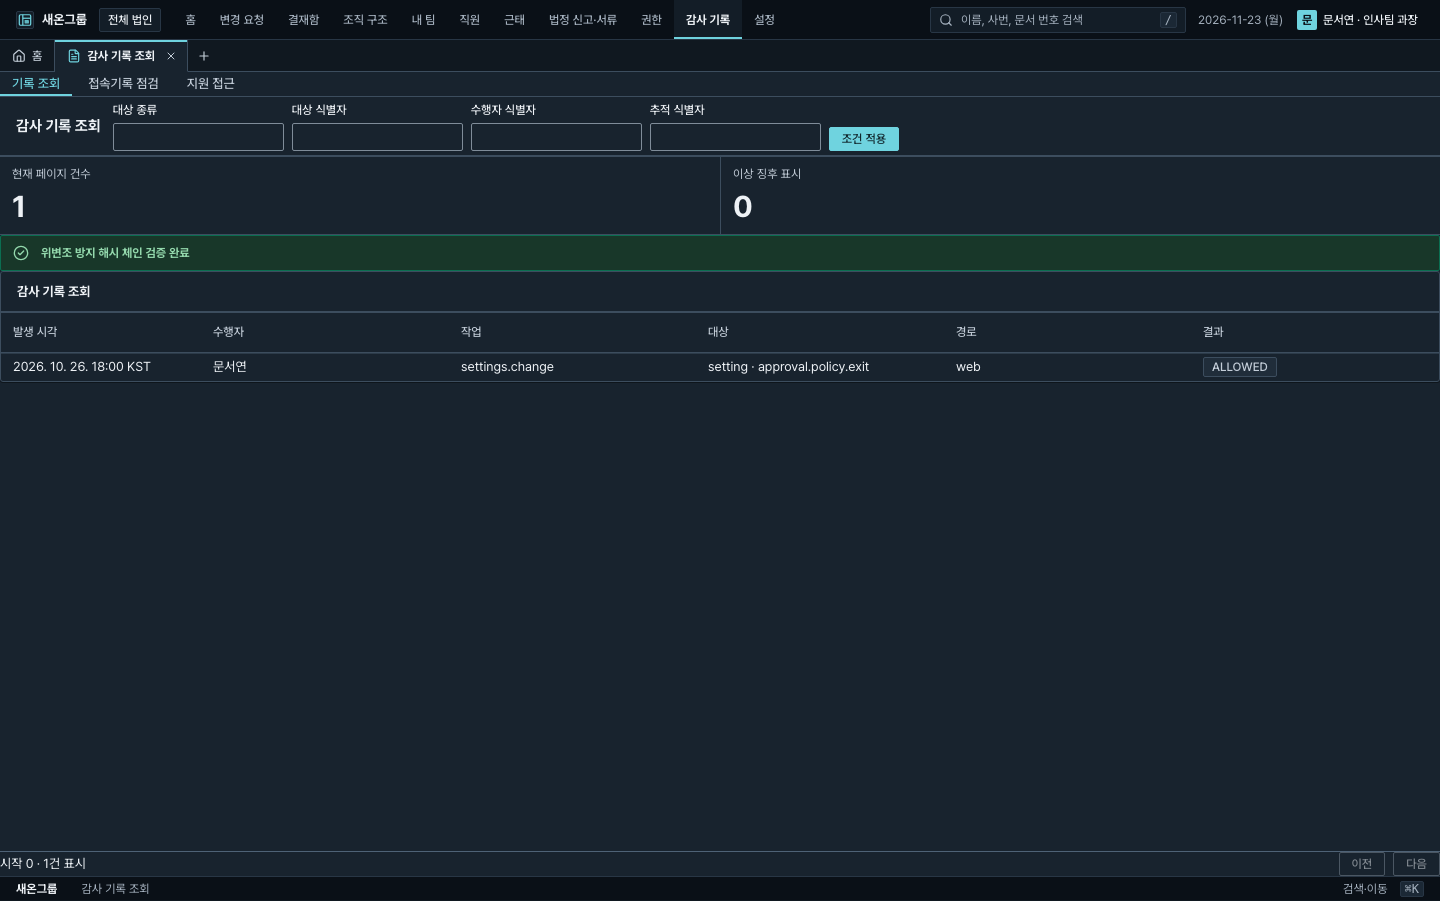 새온그룹 전체 법인 홈 변경 요청 결재함 조직 구조 내 팀 직원 근태 법정 신고·서류 권한 감사 기록 설정 이름, 사번, 문서 번호 검색 / 2026-11-23 (월) 문 문서연 · 인사팀 과장
홈 감사 기록 조회
기록 조회 접속기록 점검 지원 접근
감사 기록 조회 대상 종류 대상 식별자 수행자 식별자 추적 식별자 조건 적용
현재 페이지 건수 이상 징후 표시
1 0
위변조 방지 해시 체인 검증 완료
감사 기록 조회
발생 시각 수행자 작업 대상 경로 결과
2026. 10. 26. 18:00 KST 문서연 settings.change setting · approval.policy.exit web ALLOWED
시작 0 · 1건 표시 이전 다음
새온그룹 감사 기록 조회 검색·이동 ⌘K